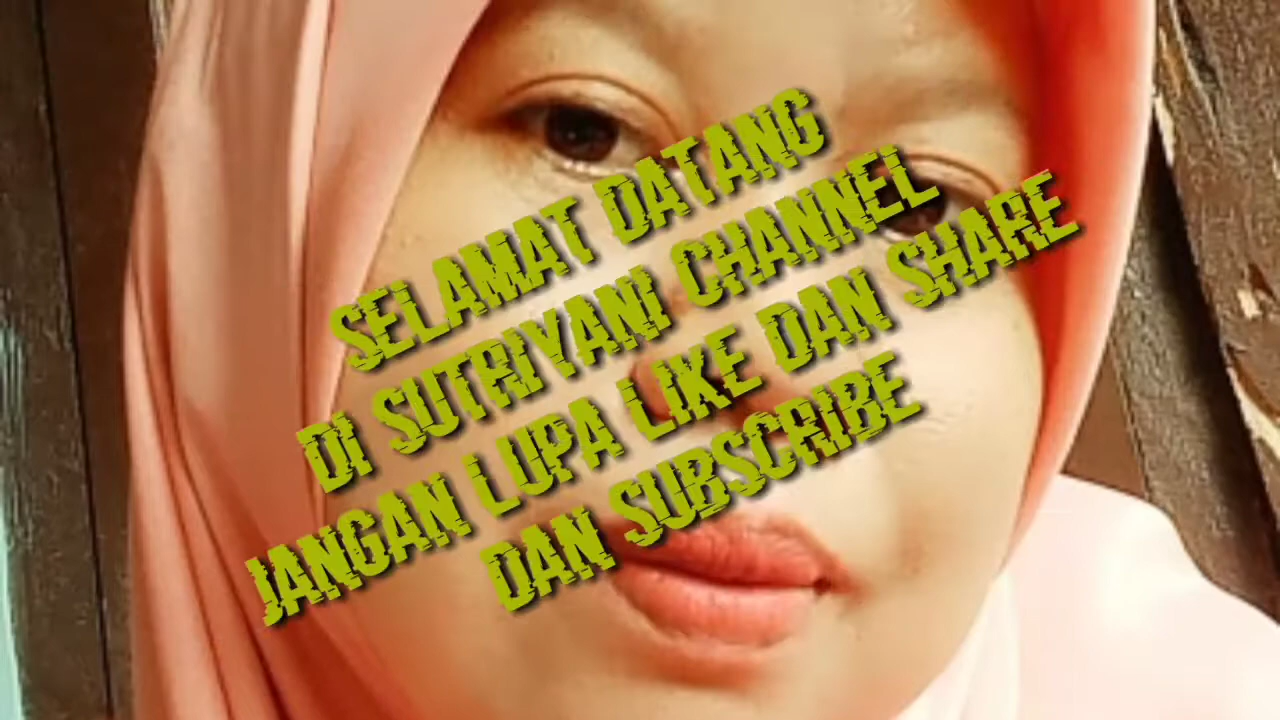 SELAMAT DATANG
DI SUTRIYANI CHANNEL
JANGAN LUPA LIKE DAN SHARE
DAN SUBSCRIBE